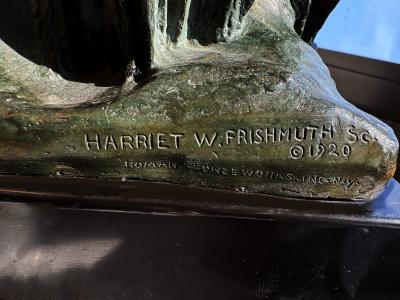 HARRIET W. FRISHMUTH SC.
© 1920
ROMAN BRONZE WORKS. INC. N.Y.